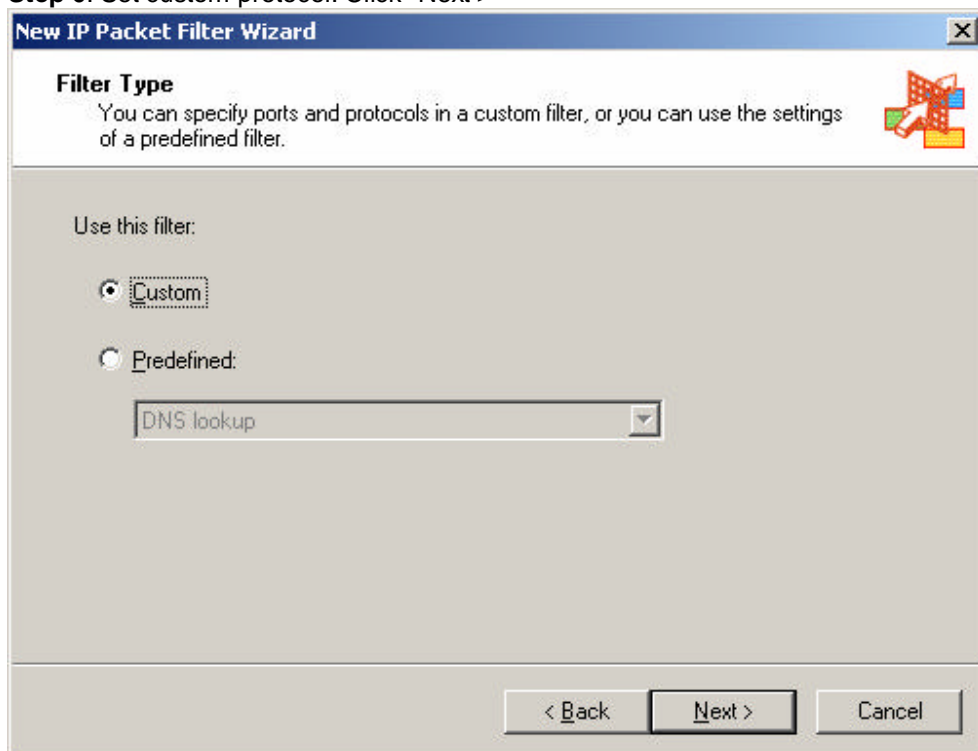 New IP Packet Filter Wizard
Filter Type
You can specify ports and protocols in a custom filter, or you can use the settings
of a predefined filter.
Use this filter:
Custom
Predefined:
DNS lookup
< Back
Next >
Cancel